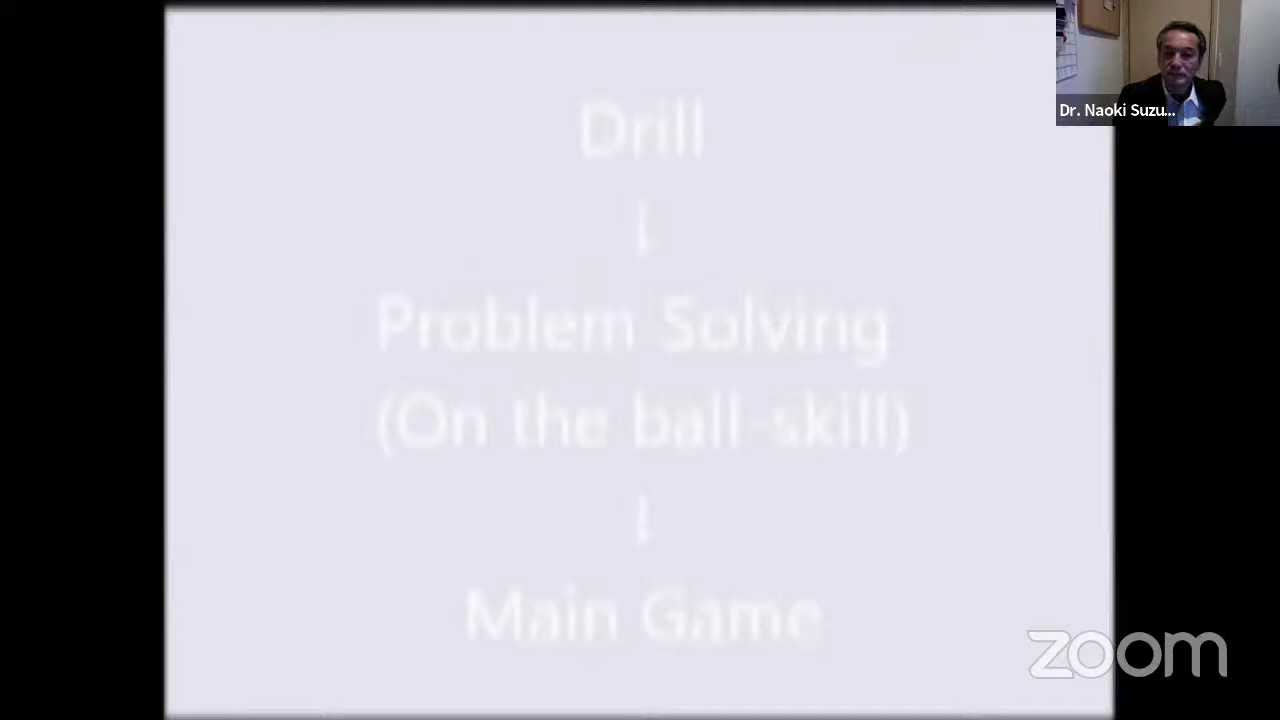 Drill
↓
Problem Solving
(On the ball-skill)
↓
Main Game
Dr. Naoki Suzu...
zoom